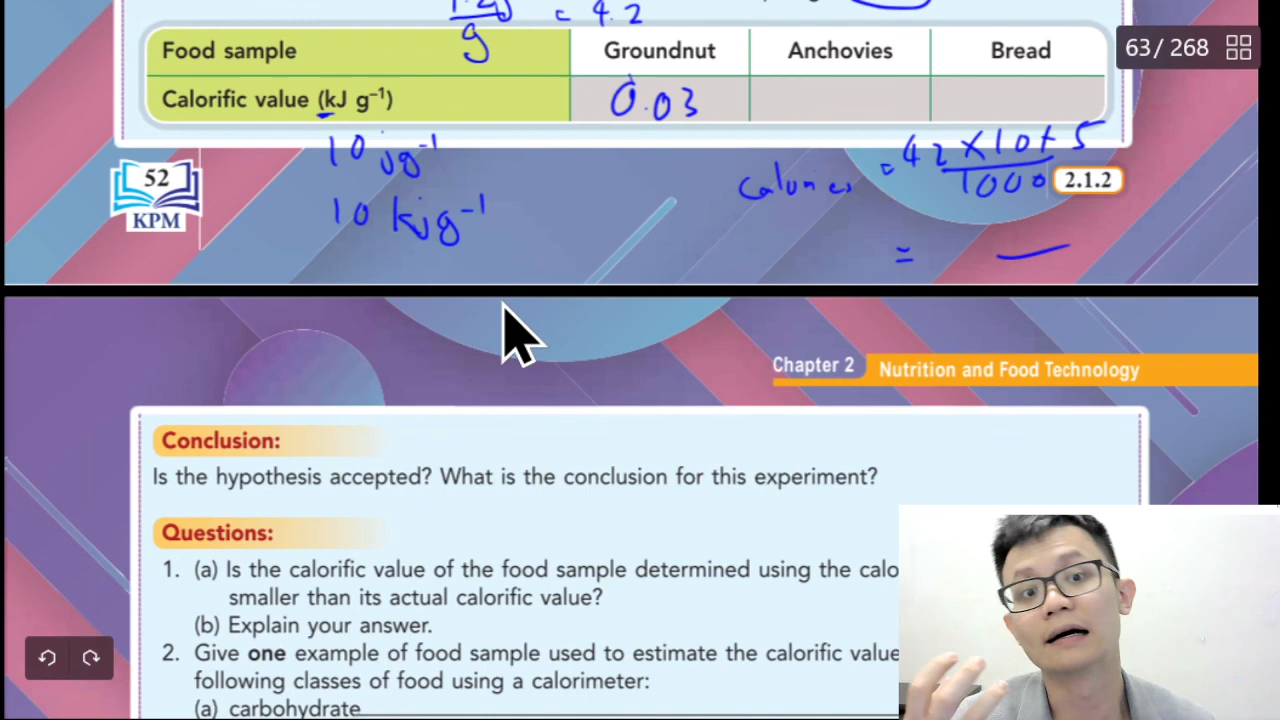 g = 4.2
63/ 268
Food sample Groundnut Anchovies Bread
Calorific value (kJ g⁻¹) 0.03
10 jg⁻¹
10 kjg⁻¹
calories = 42 × 10 × 5
1000
=
52
KPM
2.1.2
Chapter 2 Nutrition and Food Technology
Conclusion:
Is the hypothesis accepted? What is the conclusion for this experiment?
Questions:
1. (a) Is the calorific value of the food sample determined using the calo
smaller than its actual calorific value?
(b) Explain your answer.
2. Give one example of food sample used to estimate the calorific value
following classes of food using a calorimeter:
(a) carbohydrate